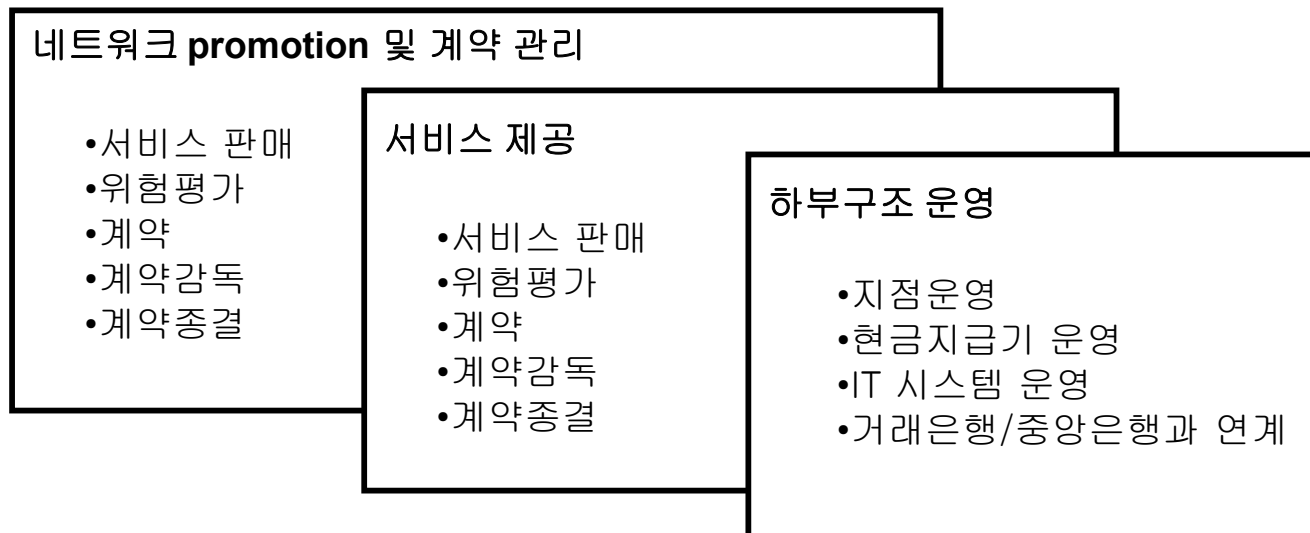 네트워크 promotion 및 계약 관리
•서비스 판매
•위험평가
•계약
•계약감독
•계약종결
서비스 제공
•서비스 판매
•위험평가
•계약
•계약감독
•계약종결
하부구조 운영
•지점운영
•현금지급기 운영
•IT 시스템 운영
•거래은행/중앙은행과 연계